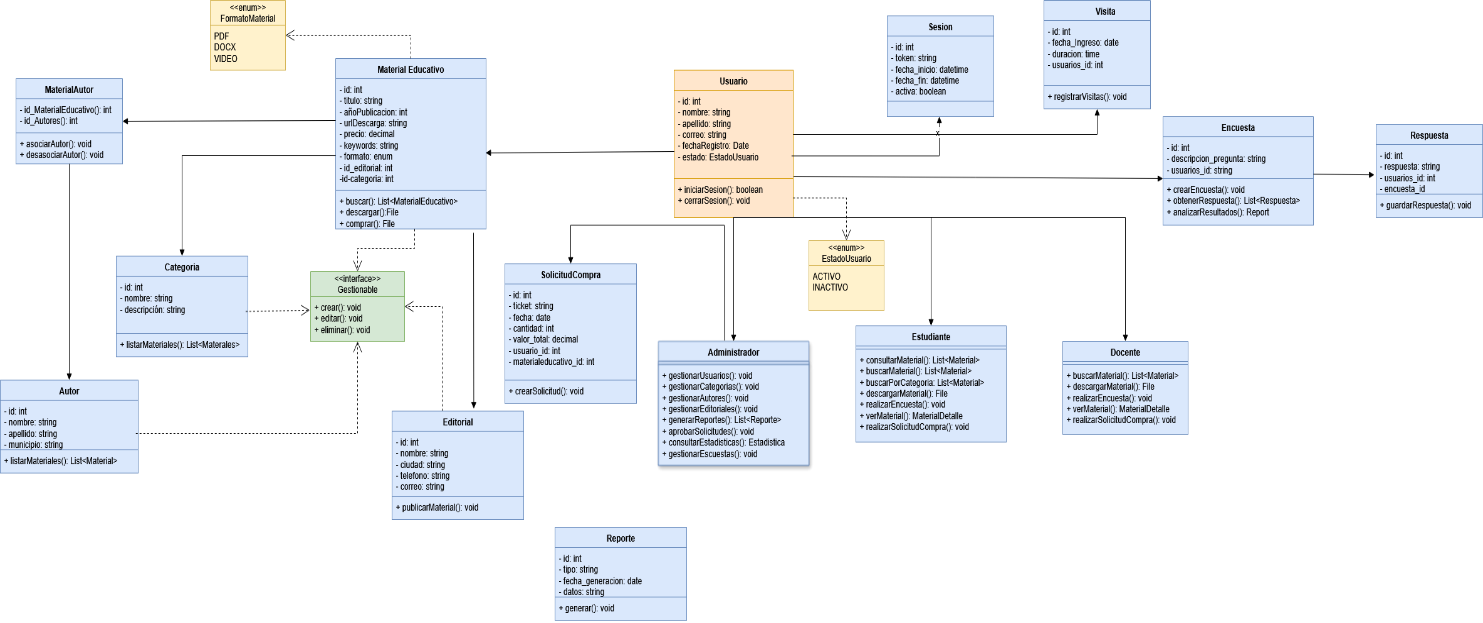 <<enum>>
FormatoMaterial
PDF
DOCX
VIDEO
MaterialAutor
- id_MaterialEducativo(): int
- id_Autores(): int
+ asociarAutor(): void
+ desasociarAutor(): void
Material Educativo
- id: int
- titulo: string
- añoPublicacion: int
- urlDescarga: string
- precio: decimal
- keywords: string
- formato: enum
- id_editorial: int
-id-categoria: int
+ buscar(): List<MaterialEducativo>
+ descargar():File
+ comprar(): File
Usuario
- id: int
- nombre: string
- apellido: string
- correo: string
- fechaRegistro: Date
- estado: EstadoUsuario
+ iniciarSesion(): boolean
+ cerrarSesion(): void
Sesion
- id: int
- token: string
- fecha_inicio: datetime
- fecha_fin: datetime
- activa: boolean
x
Visita
- id: int
- fecha_Ingreso: date
- duracion: time
- usuarios_id: int
+ registrarVisitas(): void
Encuesta
- id: int
- descripcion_pregunta: string
- usuarios_id: string
+ crearEncuesta(): void
+ obtenerRespuesta(): List<Respuesta>
+ analizarResultados(): Report
Respuesta
- id: int
- respuesta: string
- usuarios_id: int
- encuesta_id
+ guardarRespuesta(): void
Categoria
- id: int
- nombre: string
- descripción: string
+ listarMateriales(): List<Materales>
<<interface>>
Gestionable
+ crear(): void
+ editar(): void
+ eliminar(): void
SolicitudCompra
- id: int
- ticket: string
- fecha: date
- cantidad: int
- valor_total: decimal
- usuario_id: int
- materialeducativo_id: int
+ crearSolicitud(): void
<<enum>>
EstadoUsuario
ACTIVO
INACTIVO
Administrador
+ gestionarUsuarios(): void
+ gestionarCategorias(): void
+ gestionarAutores(): void
+ gestionarEditoriales(): void
+ generarReportes(): List<Reporte>
+ aprobarSolicitudes(): void
+ consultarEstadisticas(): Estadistica
+ gestionarEscuestas(): void
Estudiante
+ consultarMaterial(): List<Material>
+ buscarMaterial(): List<Material>
+ buscarPorCategoria: List<Material>
+ descargarMaterial(): File
+ realizarEncuesta(): void
+ verMaterial(): MaterialDetalle
+ realizarSolicitudCompra(): void
Docente
+ buscarMaterial(): List<Material>
+ descargarMaterial(): File
+ realizarEncuesta(): void
+ verMaterial(): MaterialDetalle
+ realizarSolicitudCompra(): void
Autor
- id: int
- nombre: string
- apellido: string
- municipio: string
+ listarMateriales(): List<Material>
Editorial
- id: int
- nombre: string
- ciudad: string
- telefono: string
- correo: string
+ publicarMaterial(): void
Reporte
- id: int
- tipo: string
- fecha_generacion: date
- datos: string
+ generar(): void